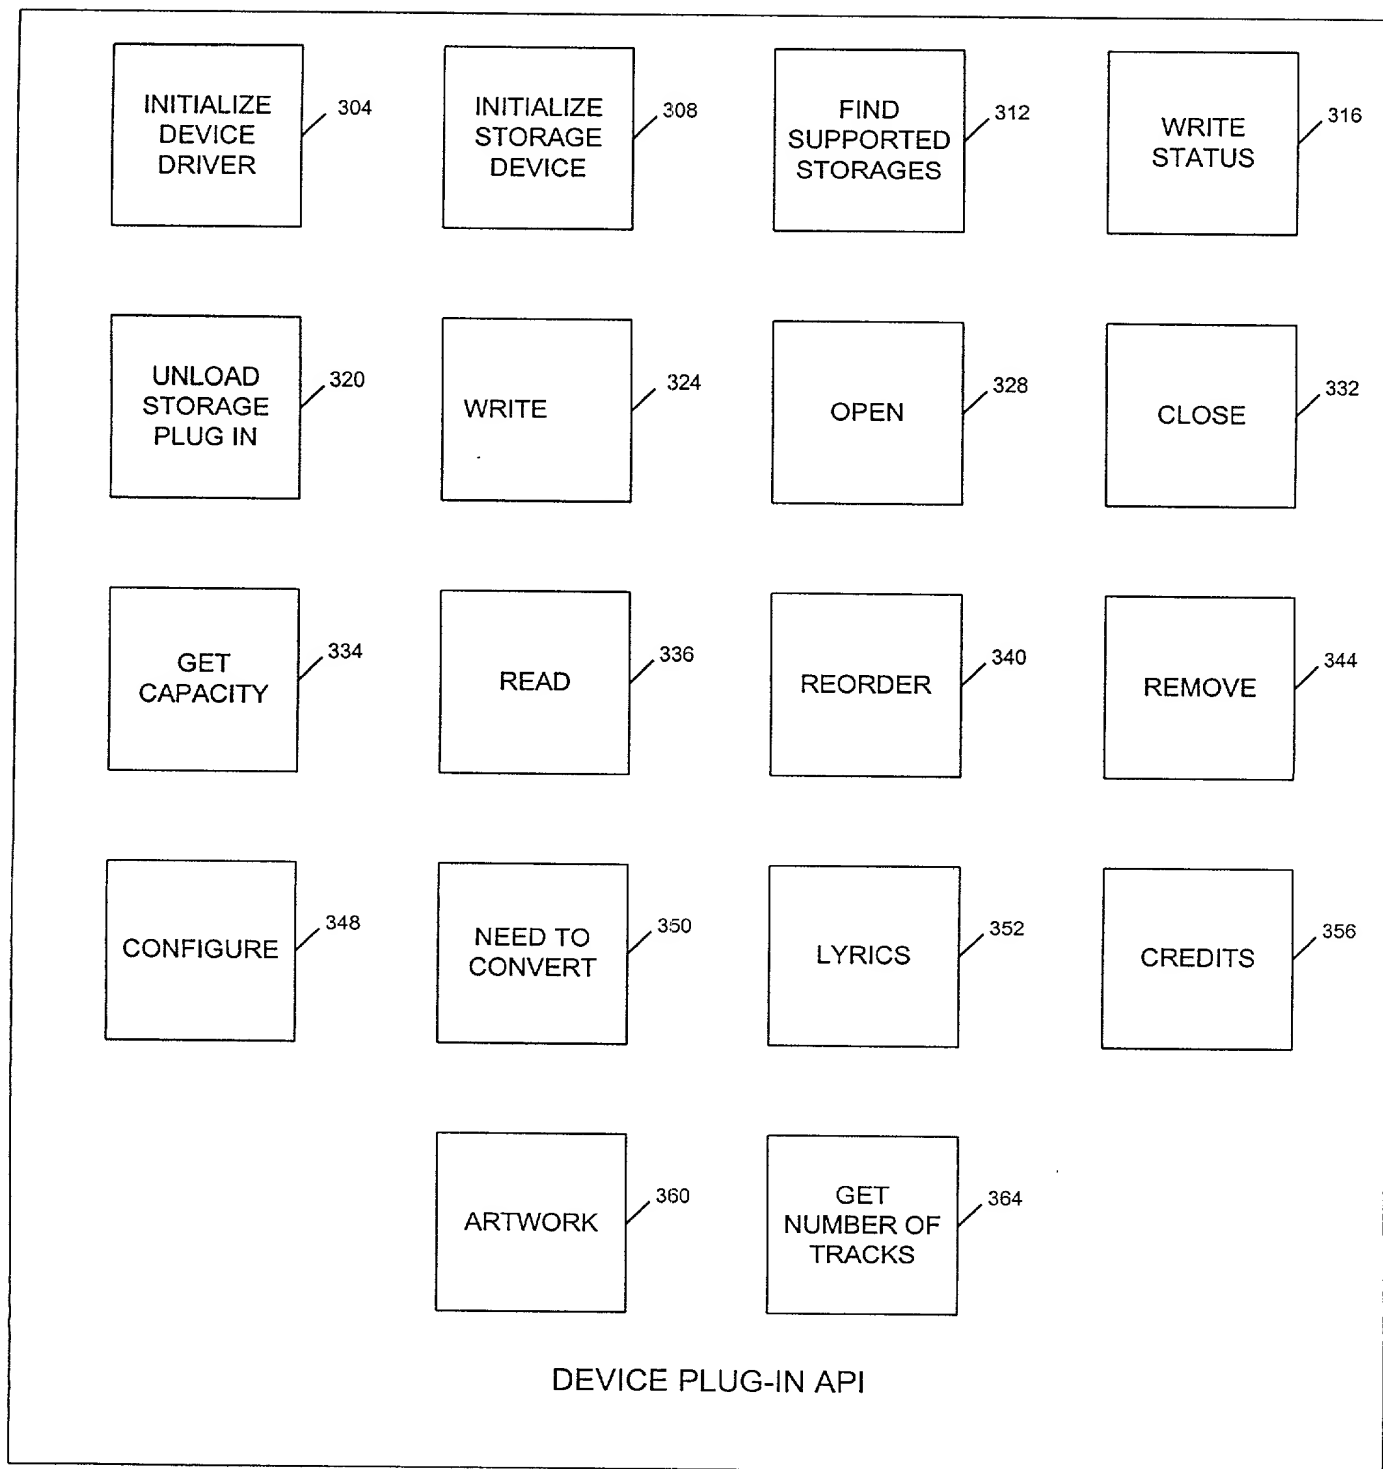 INITIALIZE
DEVICE
DRIVER
304
INITIALIZE
STORAGE
DEVICE
308
FIND
SUPPORTED
STORAGES
312
WRITE
STATUS
316
UNLOAD
STORAGE
PLUG IN
320
WRITE
324
OPEN
328
CLOSE
332
GET
CAPACITY
334
READ
336
REORDER
340
REMOVE
344
CONFIGURE
348
NEED TO
CONVERT
350
LYRICS
352
CREDITS
356
ARTWORK
360
GET
NUMBER OF
TRACKS
364
DEVICE PLUG-IN API